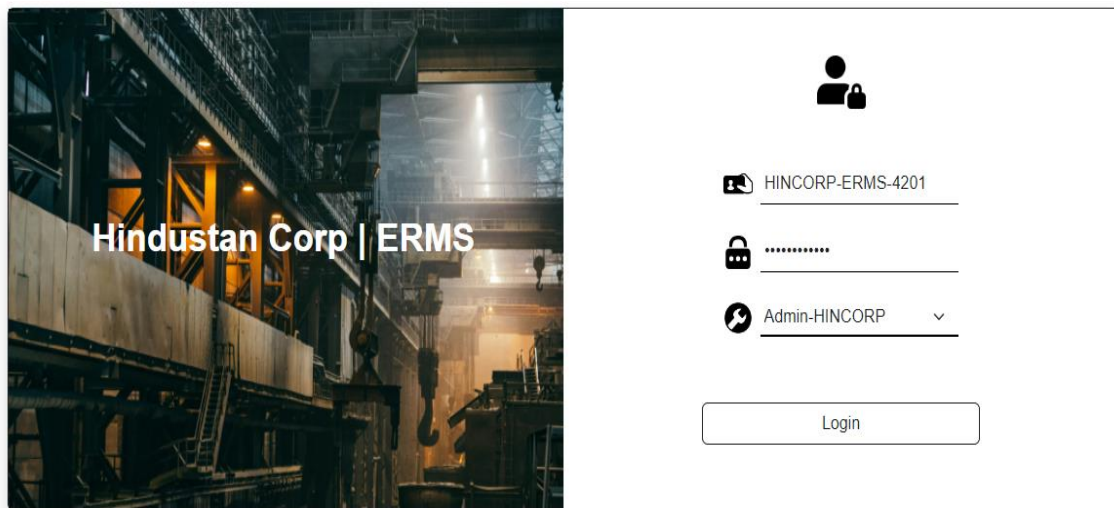 Hindustan Corp | ERMS
HINCORP-ERMS-4201
••••••••••••
Admin-HINCORP
Login